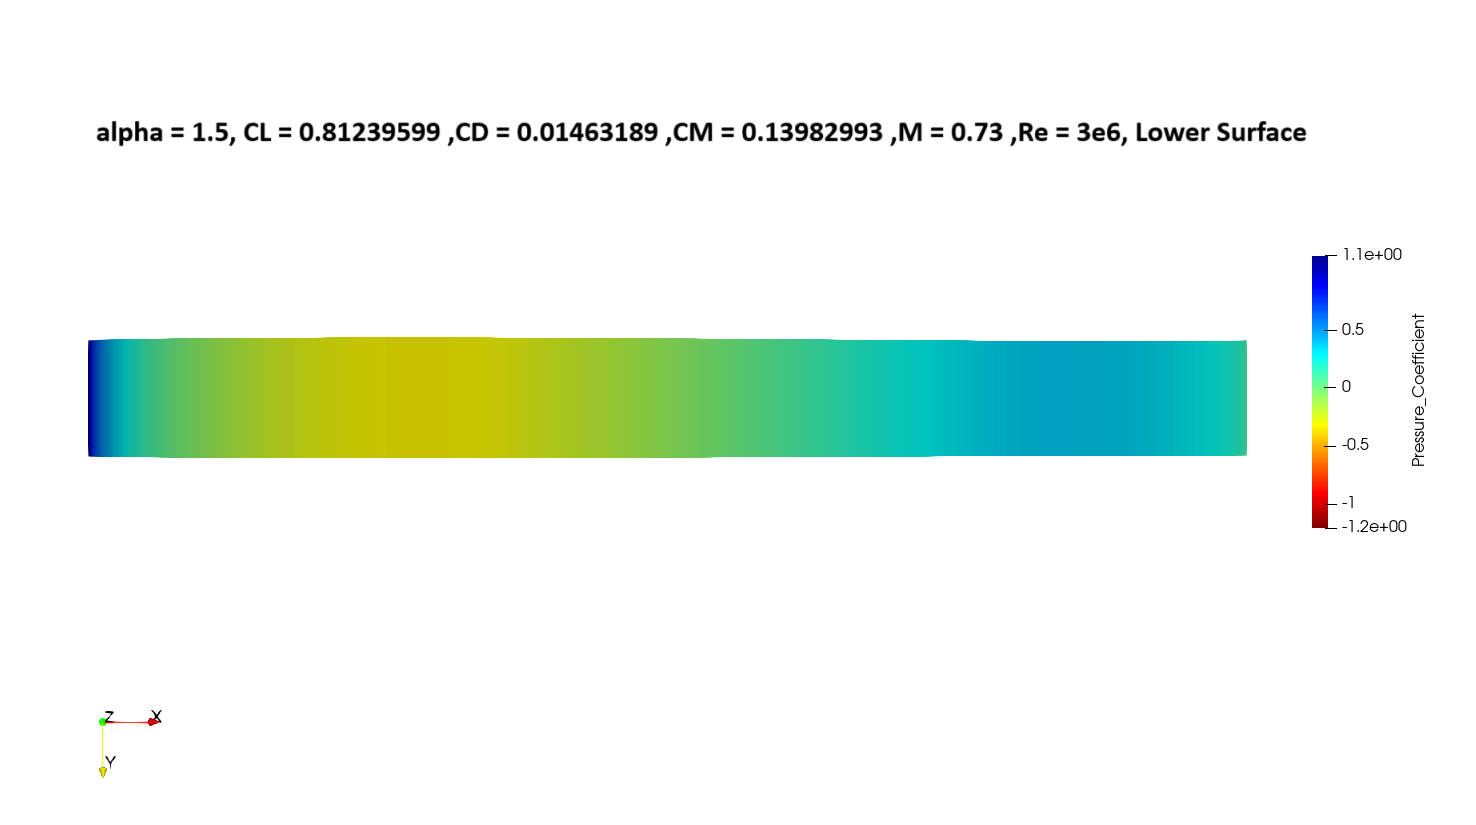 alpha = 1.5, CL = 0.81239599 ,CD = 0.01463189 ,CM = 0.13982993 ,M = 0.73 ,Re = 3e6, Lower Surface
1.1e+00
0.5
0
-0.5
-1
-1.2e+00
Pressure_Coefficient
Z
X
Y